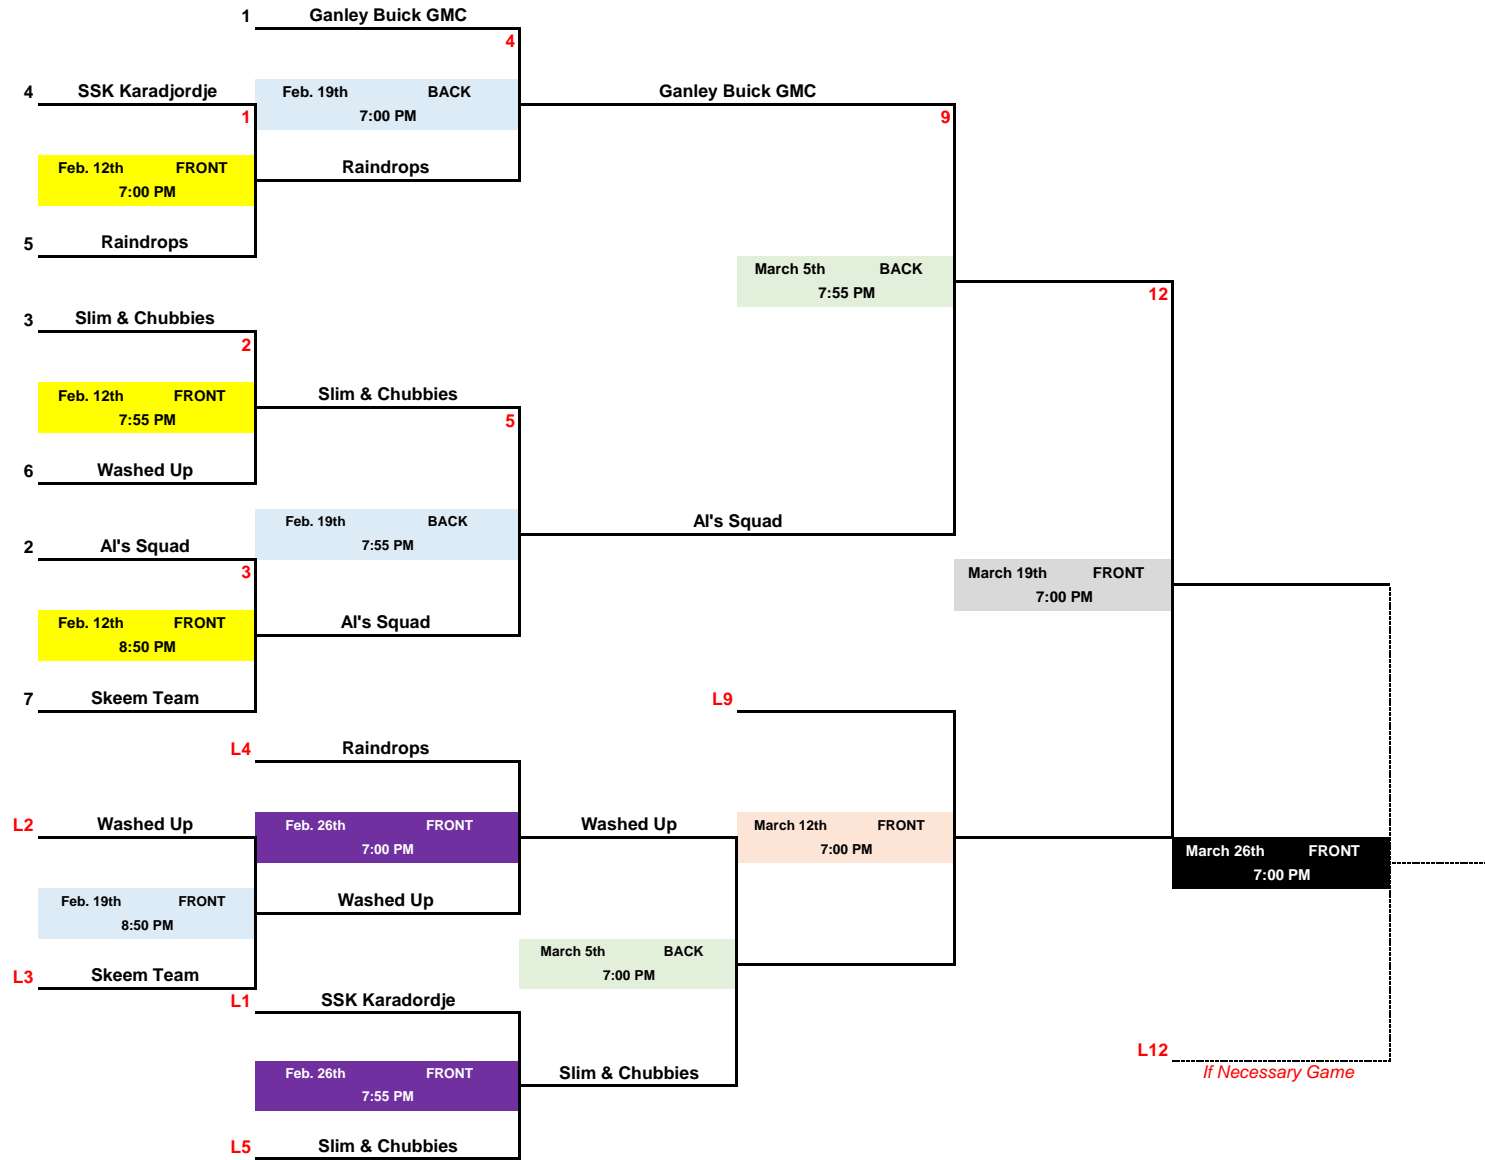 1 Ganley Buick GMC
4
4 SSK Karadjordje
Feb. 19th BACK
7:00 PM
Ganley Buick GMC
1
9
Feb. 12th FRONT
7:00 PM
Raindrops
5 Raindrops
March 5th BACK
7:55 PM
12
3 Slim & Chubbies
2
Feb. 12th FRONT
7:55 PM
Slim & Chubbies
5
6 Washed Up
Feb. 19th BACK
7:55 PM
Al's Squad
2 Al's Squad
3
March 19th FRONT
7:00 PM
Feb. 12th FRONT
8:50 PM
Al's Squad
7 Skeem Team
L9
L4 Raindrops
L2 Washed Up
Feb. 26th FRONT
7:00 PM
Washed Up
March 12th FRONT
7:00 PM
March 26th FRONT
7:00 PM
Feb. 19th FRONT
8:50 PM
Washed Up
March 5th BACK
7:00 PM
L3 Skeem Team
L1 SSK Karadordje
L12
Feb. 26th FRONT
7:55 PM
Slim & Chubbies
If Necessary Game
L5 Slim & Chubbies